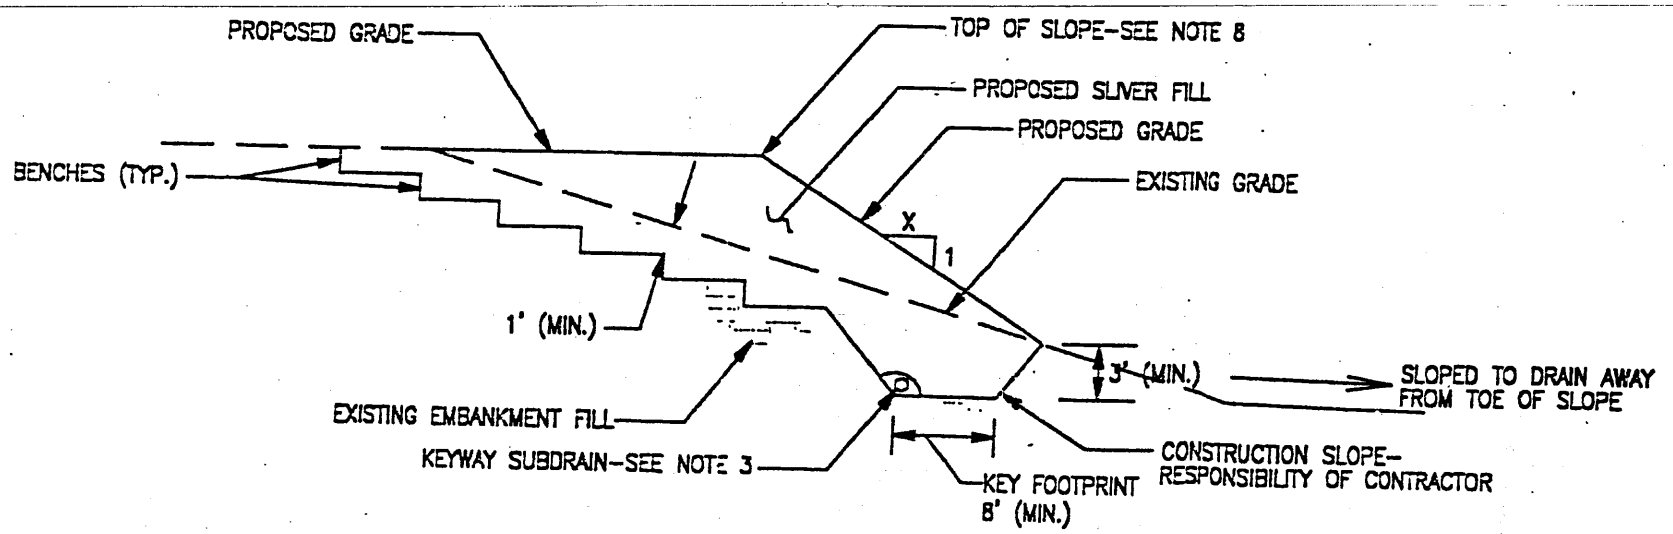 PROPOSED GRADE
TOP OF SLOPE-SEE NOTE 8
PROPOSED SLIVER FILL
PROPOSED GRADE
BENCHES (TYP.)
EXISTING GRADE
X
1
1' (MIN.)
3' (MIN.)
SLOPED TO DRAIN AWAY
FROM TOE OF SLOPE
EXISTING EMBANKMENT FILL
KEYWAY SUBDRAIN-SEE NOTE 3
CONSTRUCTION SLOPE-
RESPONSIBILITY OF CONTRACTOR
KEY FOOTPRINT
8' (MIN.)